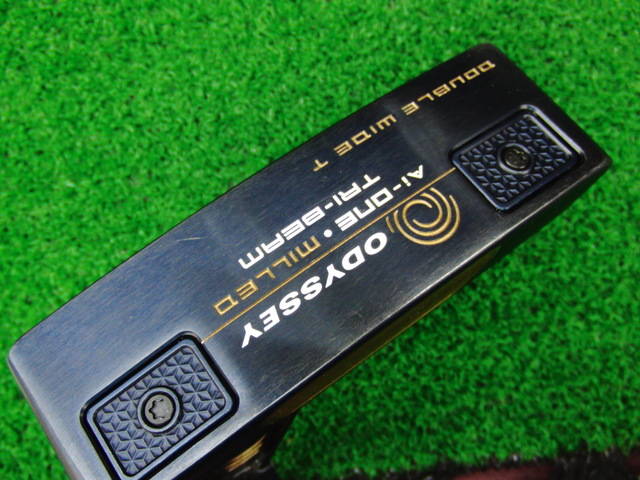 ODYSSEY
Ai-ONE • MILLED
TRI-BEAM
DOUBLE WIDE T